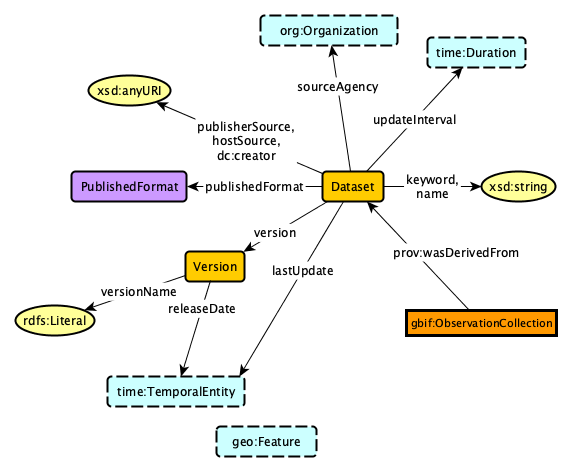 org:Organization
time:Duration
sourceAgency
xsd:anyURI
updateInterval
publisherSource,
hostSource,
dc:creator
PublishedFormat
publishedFormat
Dataset
keyword,
name
xsd:string
version
prov:wasDerivedFrom
Version
lastUpdate
versionName
releaseDate
rdfs:Literal
gbif:ObservationCollection
time:TemporalEntity
geo:Feature